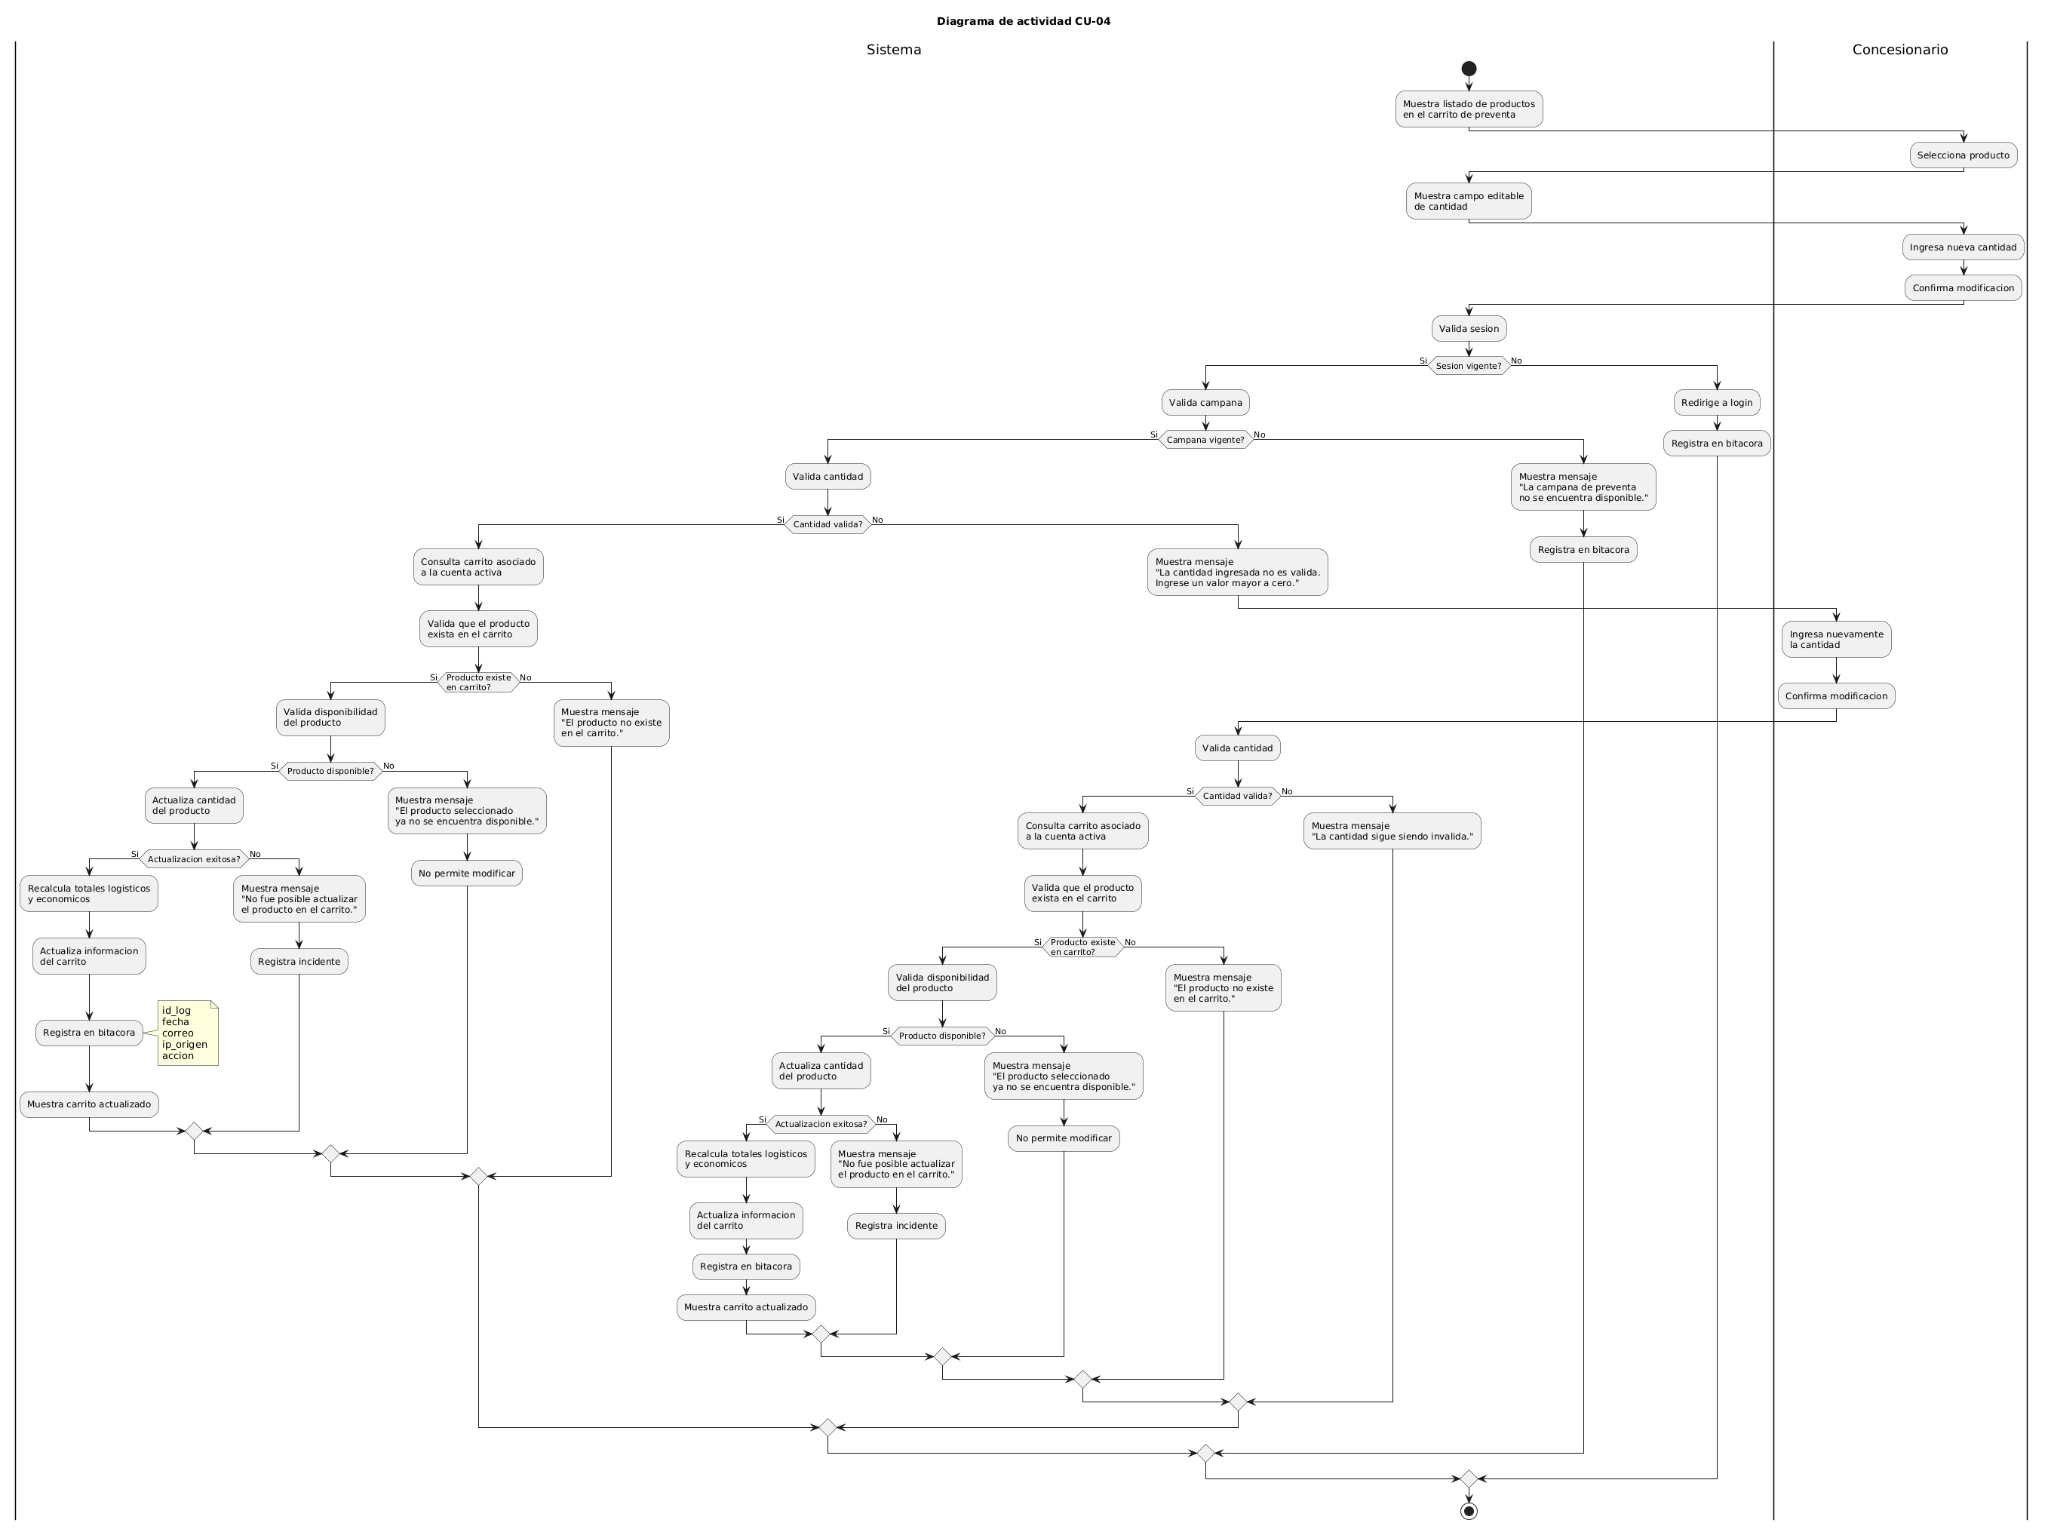 Diagrama de actividad CU-04
Sistema
Concesionario
Muestra listado de productos
en el carrito de preventa
Selecciona producto
Muestra campo editable
de cantidad
Ingresa nueva cantidad
Confirma modificacion
Valida sesion
Si
Sesion vigente?
No
Valida campana
Redirige a login
Si
Campana vigente?
No
Registra en bitacora
Valida cantidad
Muestra mensaje
"La campana de preventa
no se encuentra disponible."
Si
Cantidad valida?
No
Registra en bitacora
Consulta carrito asociado
a la cuenta activa
Muestra mensaje
"La cantidad ingresada no es valida.
Ingrese un valor mayor a cero."
Valida que el producto
exista en el carrito
Ingresa nuevamente
la cantidad
Si
Producto existe
en carrito?
No
Confirma modificacion
Valida disponibilidad
del producto
Muestra mensaje
"El producto no existe
en el carrito."
Valida cantidad
Si
Producto disponible?
No
Si
Cantidad valida?
No
Actualiza cantidad
del producto
Muestra mensaje
"El producto seleccionado
ya no se encuentra disponible."
Consulta carrito asociado
a la cuenta activa
Muestra mensaje
"La cantidad sigue siendo invalida."
Si
Actualizacion exitosa?
No
No permite modificar
Recalcula totales logisticos
y economicos
Muestra mensaje
"No fue posible actualizar
el producto en el carrito."
Valida que el producto
exista en el carrito
Actualiza informacion
del carrito
Registra incidente
Si
Producto existe
en carrito?
No
Valida disponibilidad
del producto
Muestra mensaje
"El producto no existe
en el carrito."
Registra en bitacora
id_log
fecha
correo
ip_origen
accion
Si
Producto disponible?
No
Actualiza cantidad
del producto
Muestra mensaje
"El producto seleccionado
ya no se encuentra disponible."
Muestra carrito actualizado
Si
Actualizacion exitosa?
No
No permite modificar
Recalcula totales logisticos
y economicos
Muestra mensaje
"No fue posible actualizar
el producto en el carrito."
Actualiza informacion
del carrito
Registra incidente
Registra en bitacora
Muestra carrito actualizado